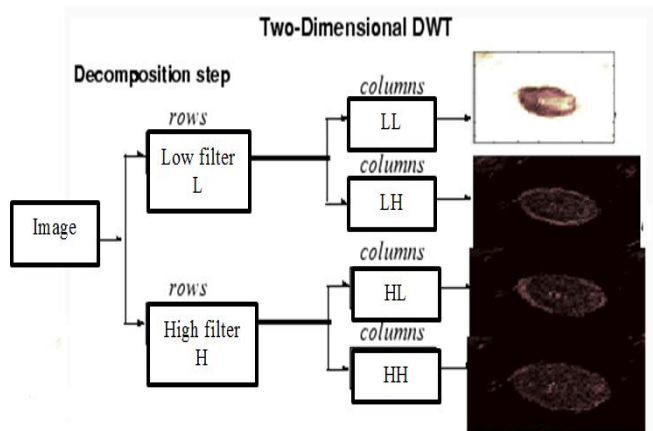 Two-Dimensional DWT
Decomposition step
columns
rows
LL
Low filter
L
columns
LH
Image
columns
rows
HL
High filter
H
columns
HH